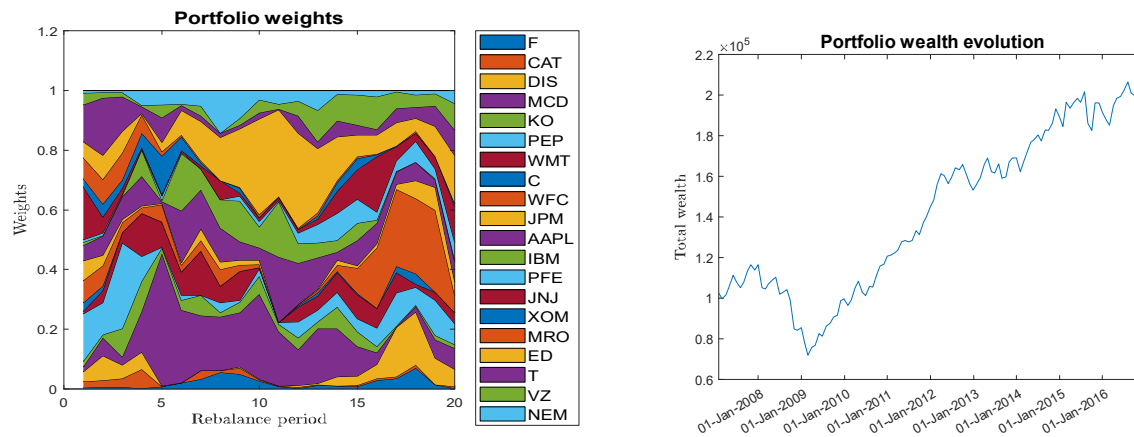 Portfolio weights
1.2
1
0.8
0.6
0.4
0.2
0
Weights
0 5 10 15 20
Rebalance period
F
CAT
DIS
MCD
KO
PEP
WMT
C
WFC
JPM
AAPL
IBM
PFE
JNJ
XOM
MRO
ED
T
VZ
NEM
Portfolio wealth evolution
×10⁵
2.2
2
1.8
1.6
1.4
1.2
1
0.8
0.6
Total wealth
01-Jan-2008
01-Jan-2009
01-Jan-2010
01-Jan-2011
01-Jan-2012
01-Jan-2013
01-Jan-2014
01-Jan-2015
01-Jan-2016